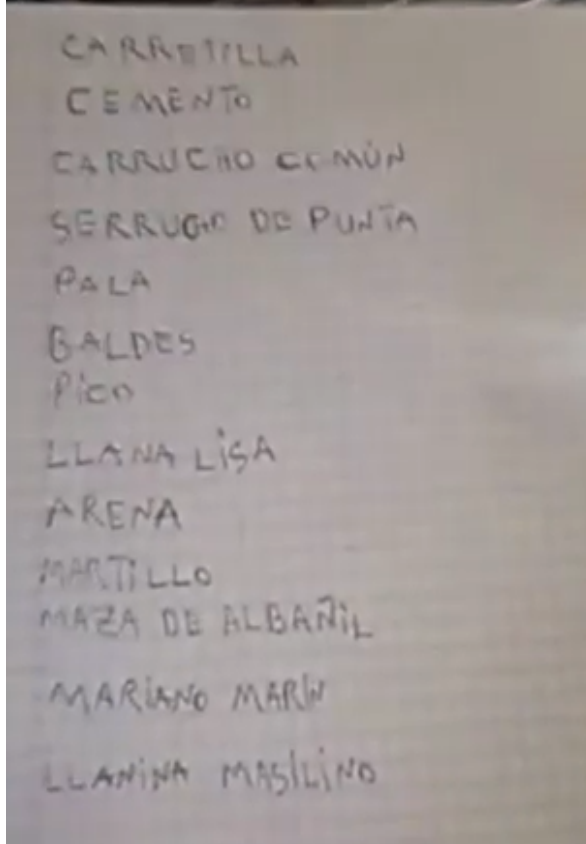 CARRETILLA
CEMENTO
CARRUCHO COMÚN
SERRUCHO DE PUNTA
PALA
BALDES
PiCO
LLANA LiSA
ARENA
MARTiLLO
MAZA DE ALBAÑiL
MARiANO MARiN
LLANiNA MASiLiNO